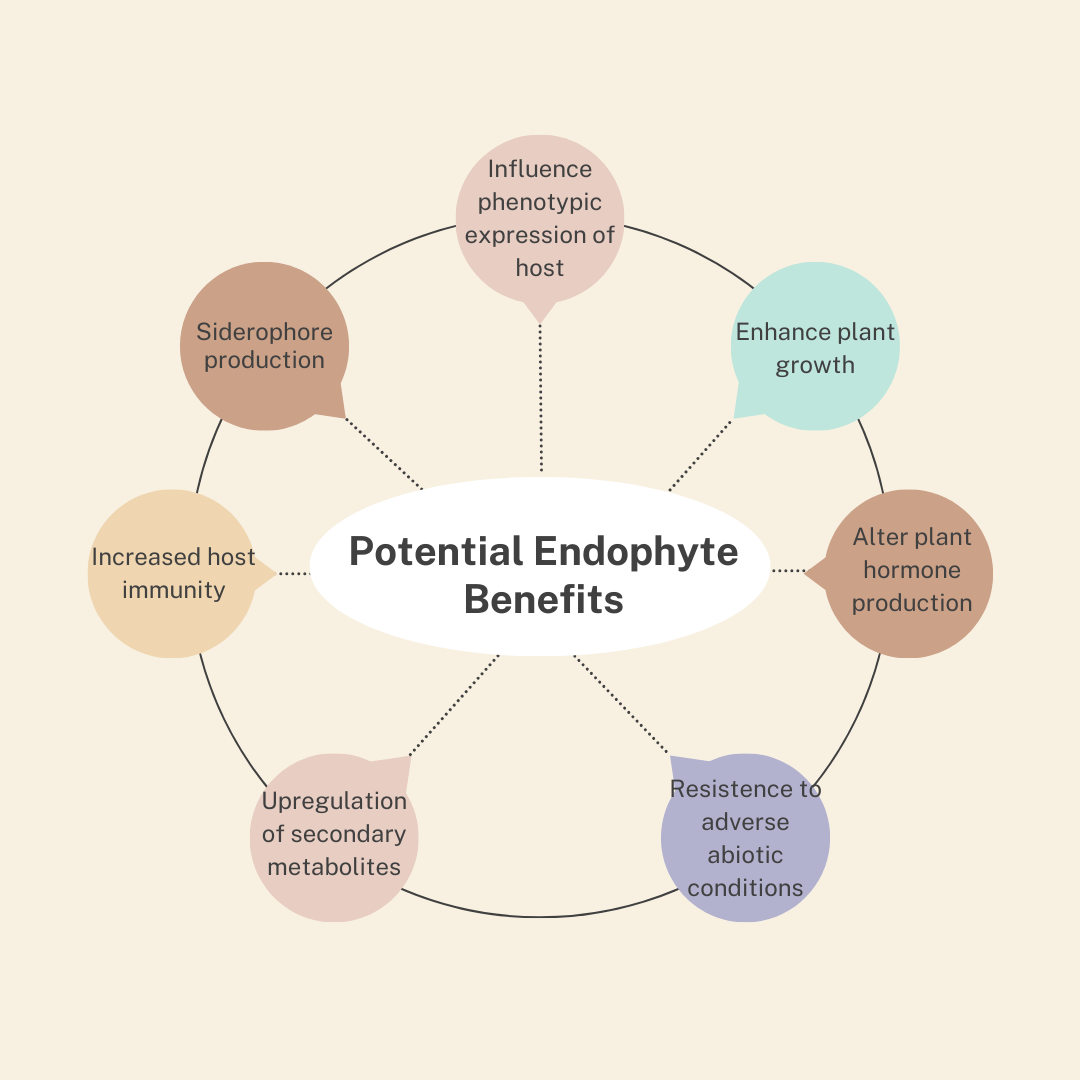 Influence
phenotypic
expression of
host
Siderophore
production
Enhance plant
growth
Increased host
immunity
Potential Endophyte
Benefits
Alter plant
hormone
production
Upregulation
of secondary
metabolites
Resistence to
adverse
abiotic
conditions